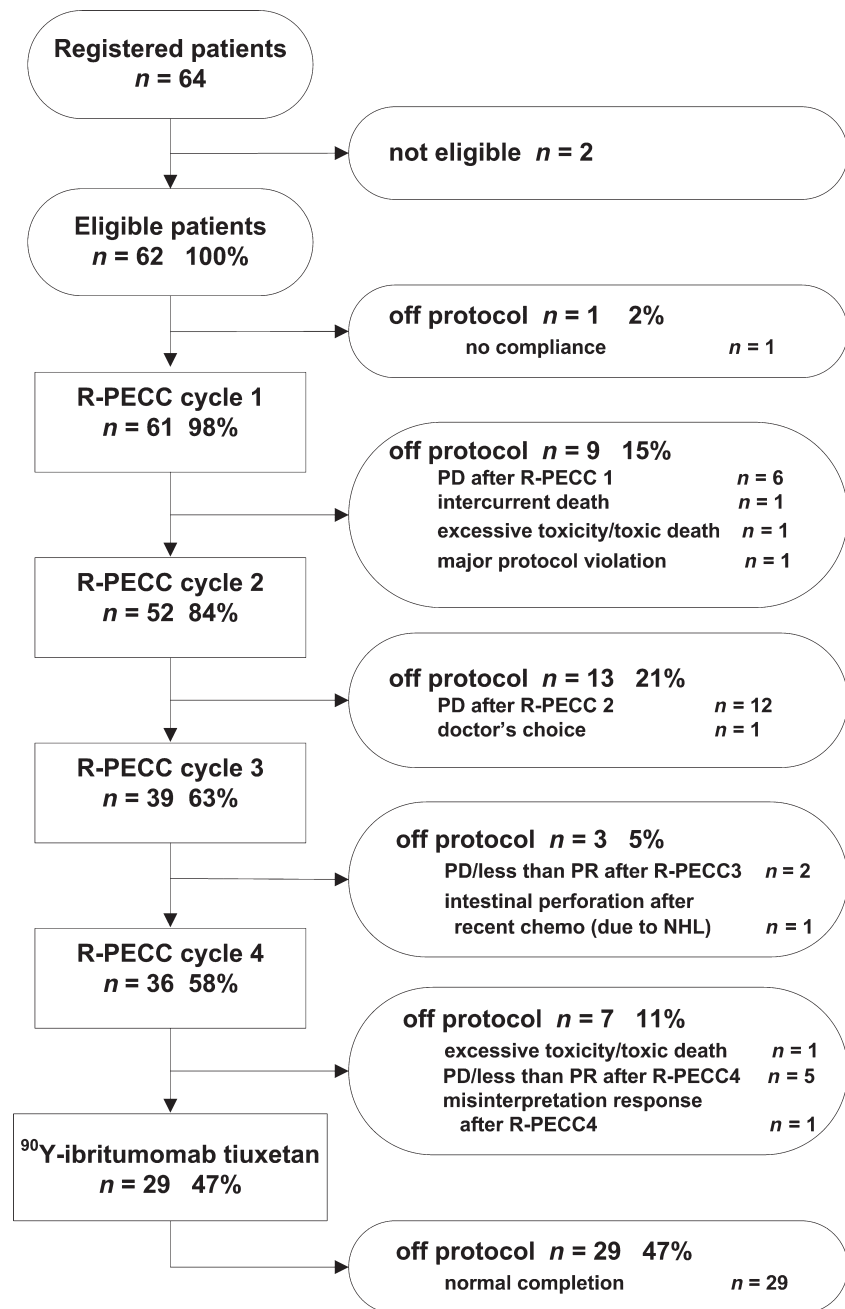 Registered patients
n = 64
not eligible n = 2
Eligible patients
n = 62 100%
off protocol n = 1 2%
no compliance n = 1
R-PECC cycle 1
n = 61 98%
off protocol n = 9 15%
PD after R-PECC 1 n = 6
intercurrent death n = 1
excessive toxicity/toxic death n = 1
major protocol violation n = 1
R-PECC cycle 2
n = 52 84%
off protocol n = 13 21%
PD after R-PECC 2 n = 12
doctor's choice n = 1
R-PECC cycle 3
n = 39 63%
off protocol n = 3 5%
PD/less than PR after R-PECC3 n = 2
intestinal perforation after
recent chemo (due to NHL) n = 1
R-PECC cycle 4
n = 36 58%
off protocol n = 7 11%
excessive toxicity/toxic death n = 1
PD/less than PR after R-PECC4 n = 5
misinterpretation response
after R-PECC4 n = 1
⁹⁰Y-ibritumomab tiuxetan
n = 29 47%
off protocol n = 29 47%
normal completion n = 29